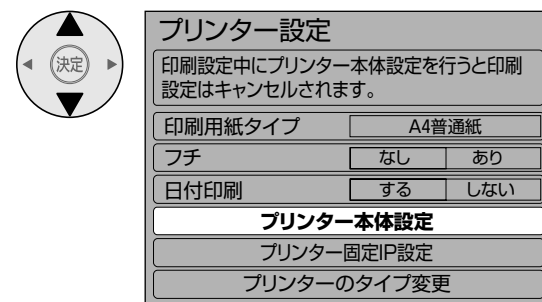 決定
プリンター設定
印刷設定中にプリンター本体設定を行うと印刷
設定はキャンセルされます。
印刷用紙タイプ A4普通紙
フチ なし あり
日付印刷 する しない
プリンター本体設定
プリンター固定IP設定
プリンターのタイプ変更